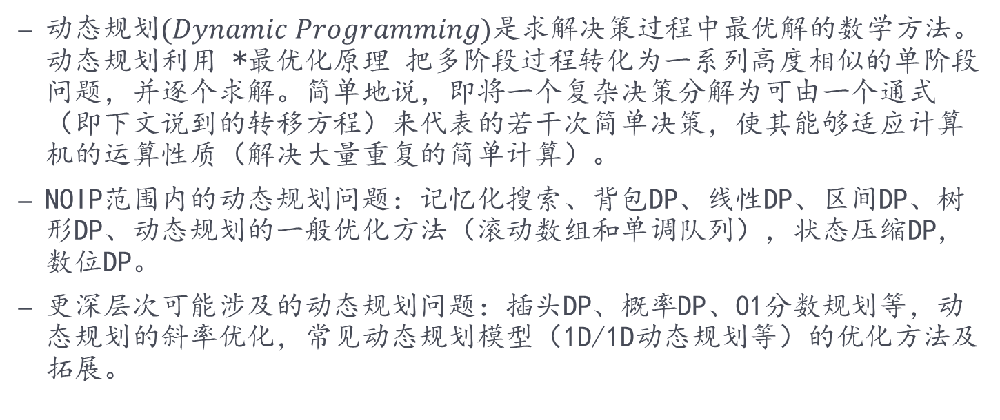 – 动态规划(Dynamic Programming)是求解决策过程中最优解的数学方法。
动态规划利用 *最优化原理 把多阶段过程转化为一系列高度相似的单阶段
问题，并逐个求解。简单地说，即将一个复杂决策分解为可由一个通式
（即下文说到的转移方程）来代表的若干次简单决策，使其能够适应计算
机的运算性质（解决大量重复的简单计算）。
– NOIP范围内的动态规划问题：记忆化搜索、背包DP、线性DP、区间DP、树
形DP、动态规划的一般优化方法（滚动数组和单调队列），状态压缩DP，
数位DP。
– 更深层次可能涉及的动态规划问题：插头DP、概率DP、01分数规划等，动
态规划的斜率优化，常见动态规划模型（1D/1D动态规划等）的优化方法及
拓展。